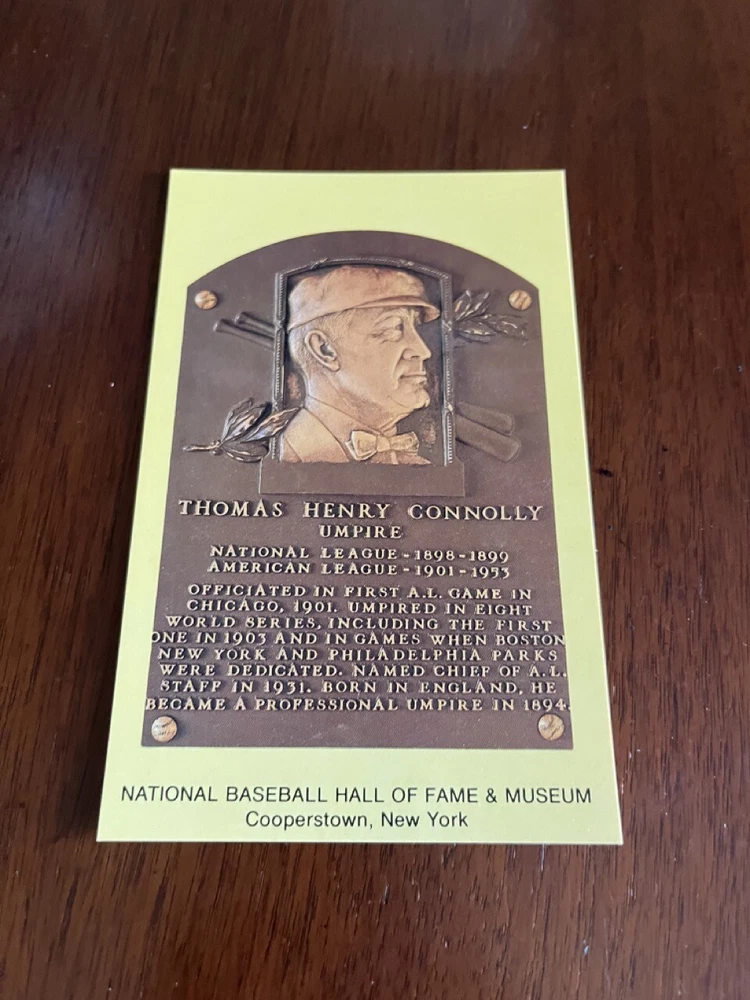 THOMAS HENRY CONNOLLY
UMPIRE
NATIONAL LEAGUE - 1898 - 1899
AMERICAN LEAGUE - 1901 - 1953
OFFICIATED IN FIRST A.L. GAME IN
CHICAGO, 1901. UMPIRED IN EIGHT
WORLD SERIES, INCLUDING THE FIRST
ONE IN 1903 AND IN GAMES WHEN BOSTON
NEW YORK AND PHILADELPHIA PARKS
WERE DEDICATED. NAMED CHIEF OF A.L.
STAFF IN 1931. BORN IN ENGLAND, HE
BECAME A PROFESSIONAL UMPIRE IN 1894.
NATIONAL BASEBALL HALL OF FAME & MUSEUM
Cooperstown, New York